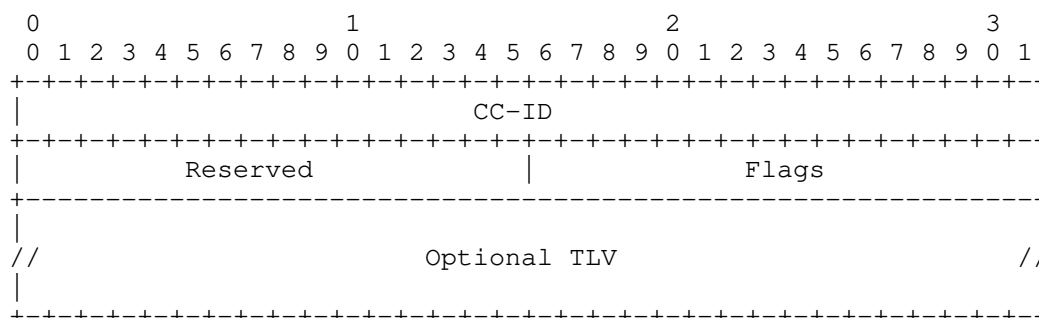 0 1 2 3
0 1 2 3 4 5 6 7 8 9 0 1 2 3 4 5 6 7 8 9 0 1 2 3 4 5 6 7 8 9 0 1
+-+-+-+-+-+-+-+-+-+-+-+-+-+-+-+-+-+-+-+-+-+-+-+-+-+-+-+-+-+-+-+--
| CC-ID
+-+-+-+-+-+-+-+-+-+-+-+-+-+-+-+-+-+-+-+-+-+-+-+-+-+-+-+-+-+-+-+--
| Reserved | Flags
+----------------------------------------------------------------
|
// Optional TLV //
|
+-+-+-+-+-+-+-+-+-+-+-+-+-+-+-+-+-+-+-+-+-+-+-+-+-+-+-+-+-+-+-+--